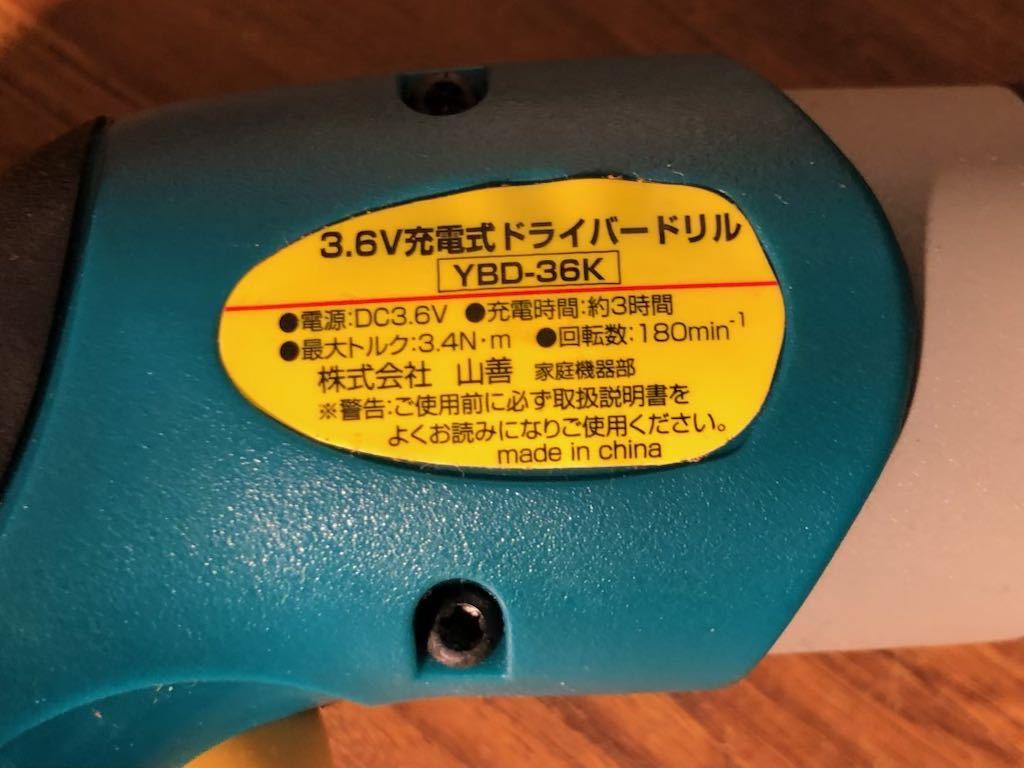 3.6V充電式ドライバードリル
YBD-36K
●電源:DC3.6V ●充電時間:約3時間
●最大トルク:3.4N・m ●回転数:180min⁻¹
株式会社 山善 家庭機器部
※警告:ご使用前に必ず取扱説明書を
よくお読みになりご使用ください。
made in china